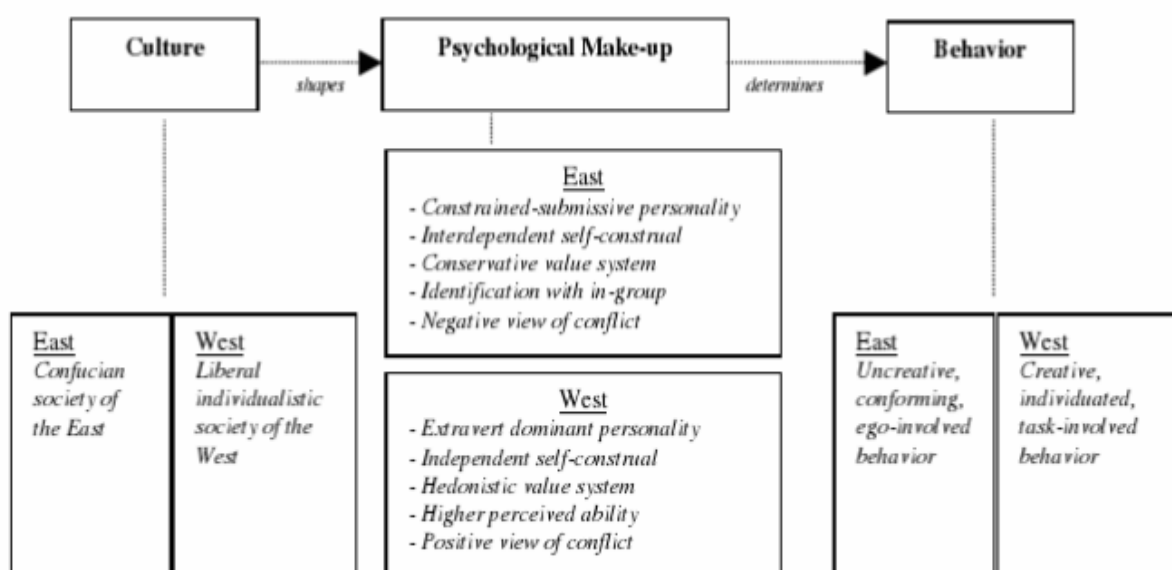 Culture
shapes
Psychological Make-up
determines
Behavior
East
- Constrained-submissive personality
- Interdependent self-construal
- Conservative value system
- Identification with in-group
- Negative view of conflict
West
- Extravert dominant personality
- Independent self-construal
- Hedonistic value system
- Higher perceived ability
- Positive view of conflict
East
Confucian
society of
the East
West
Liberal
individualistic
society of the
West
East
Uncreative,
conforming,
ego-involved
behavior
West
Creative,
individuated,
task-involved
behavior